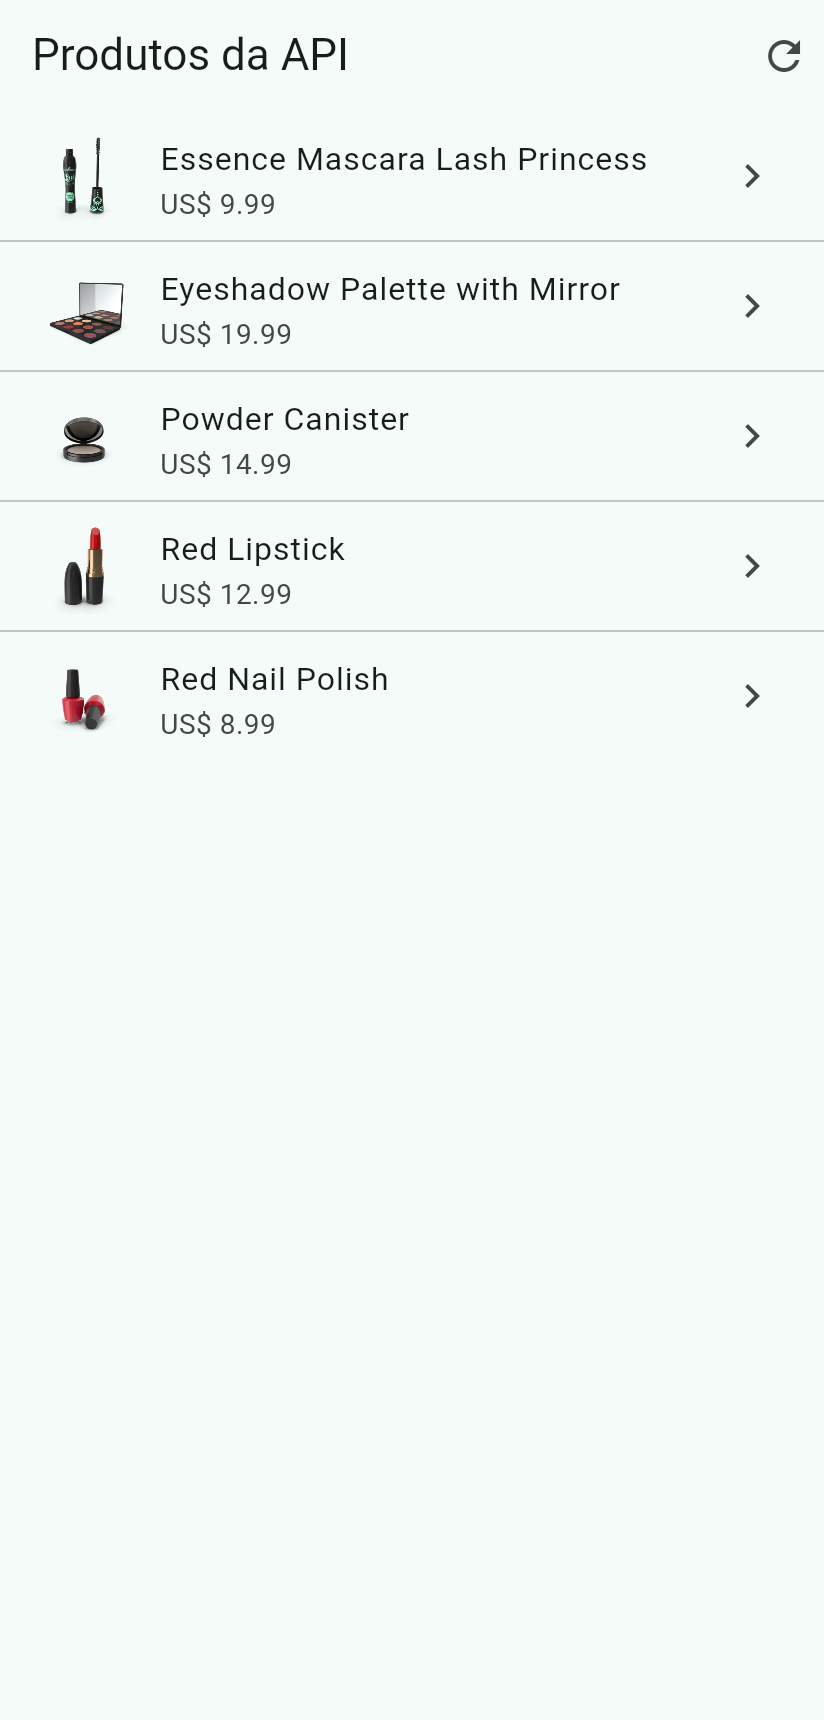 Produtos da API
Essence Mascara Lash Princess
US$ 9.99
Eyeshadow Palette with Mirror
US$ 19.99
Powder Canister
US$ 14.99
Red Lipstick
US$ 12.99
Red Nail Polish
US$ 8.99